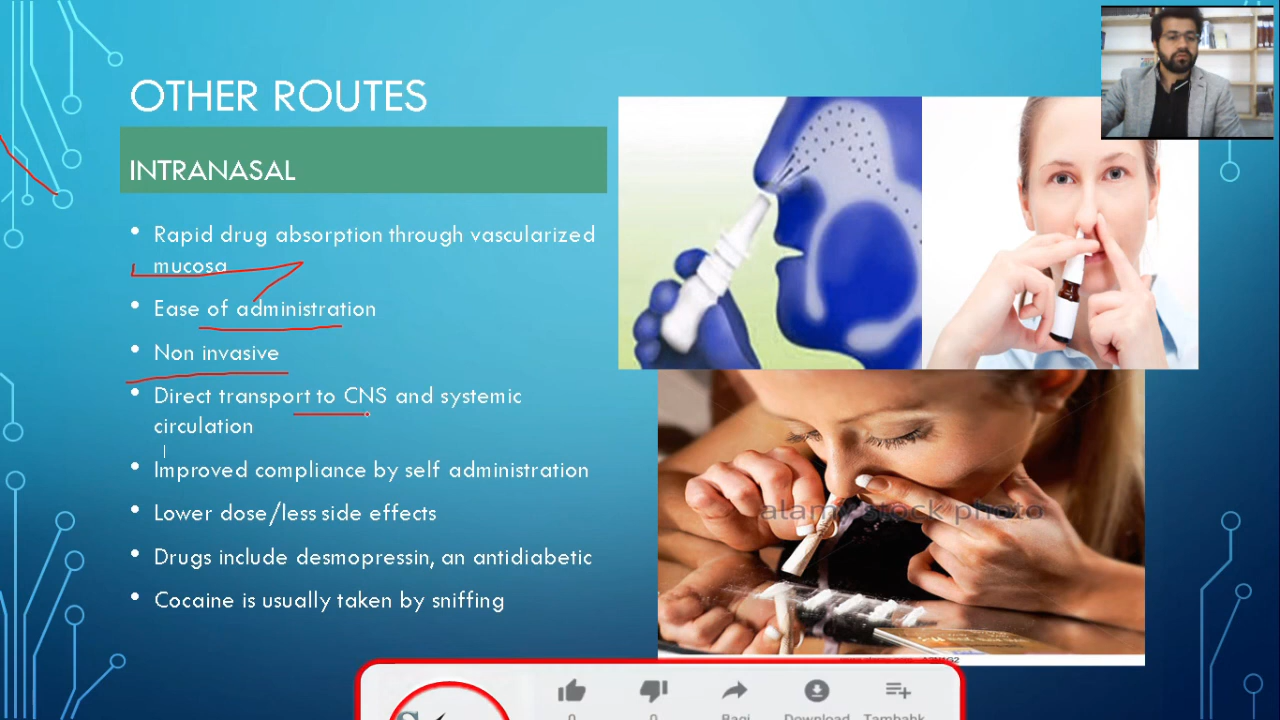 OTHER ROUTES
INTRANASAL
• Rapid drug absorption through vascularized
mucosa
• Ease of administration
• Non invasive
• Direct transport to CNS and systemic
circulation
• Improved compliance by self administration
• Lower dose/less side effects
• Drugs include desmopressin, an antidiabetic
• Cocaine is usually taken by sniffing
alamy stock photo
0
0
Bagi
Download
Tambahk